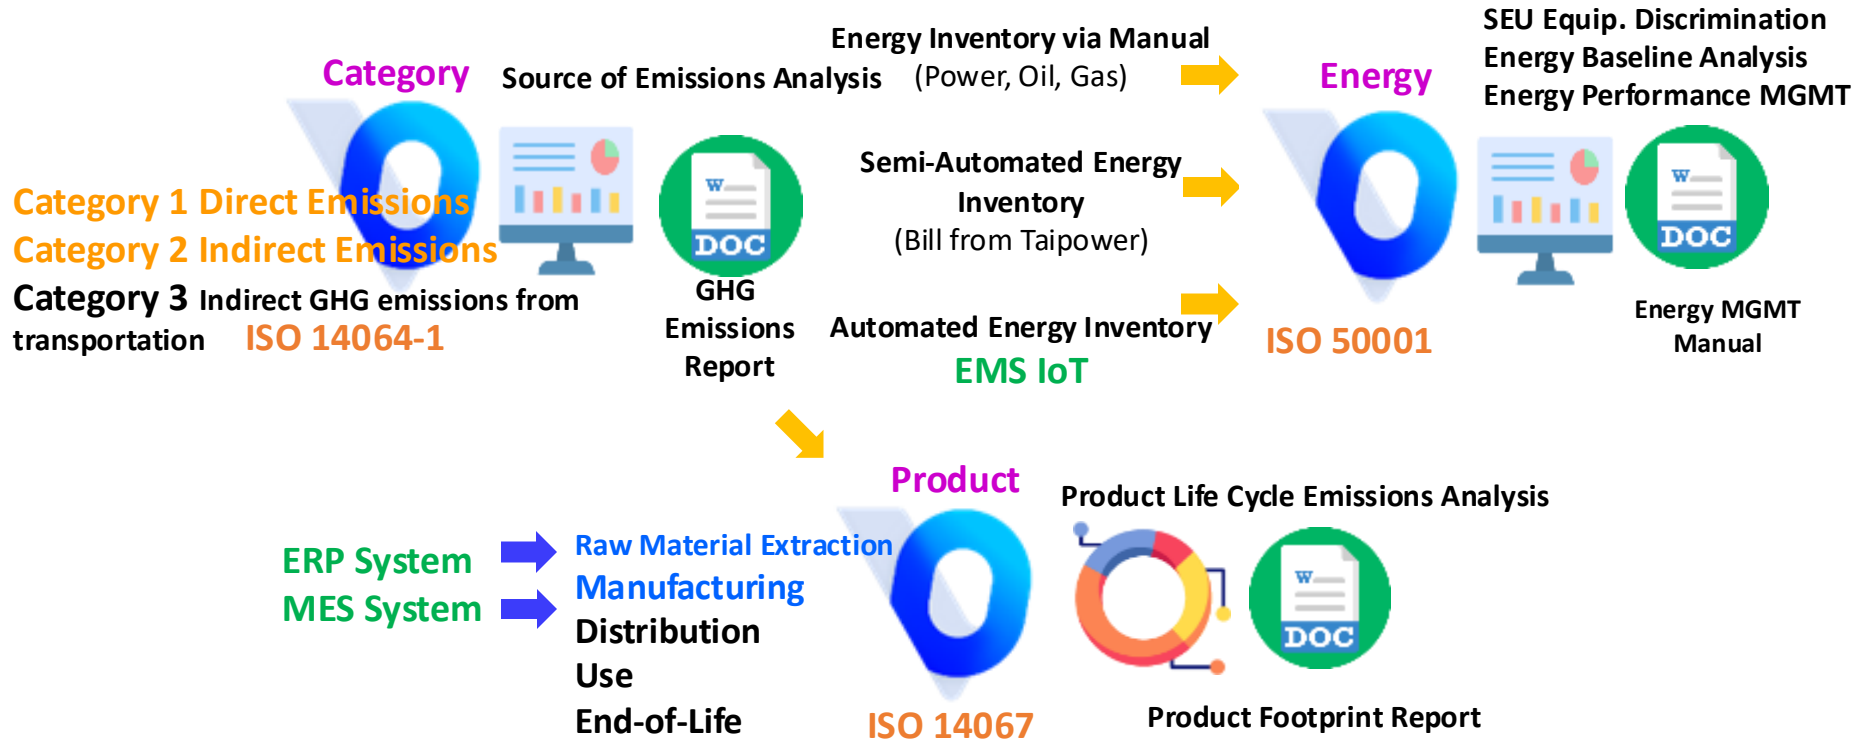 Category
Source of Emissions Analysis
Category 1 Direct Emissions
Category 2 Indirect Emissions
Category 3 Indirect GHG emissions from
transportation
ISO 14064-1
W
DOC
GHG
Emissions
Report
Energy Inventory via Manual
(Power, Oil, Gas)
Semi-Automated Energy
Inventory
(Bill from Taipower)
Automated Energy Inventory
EMS IoT
Energy
ISO 50001
SEU Equip. Discrimination
Energy Baseline Analysis
Energy Performance MGMT
W
DOC
Energy MGMT
Manual
ERP System
MES System
Raw Material Extraction
Manufacturing
Distribution
Use
End-of-Life
Product
ISO 14067
Product Life Cycle Emissions Analysis
W
DOC
Product Footprint Report